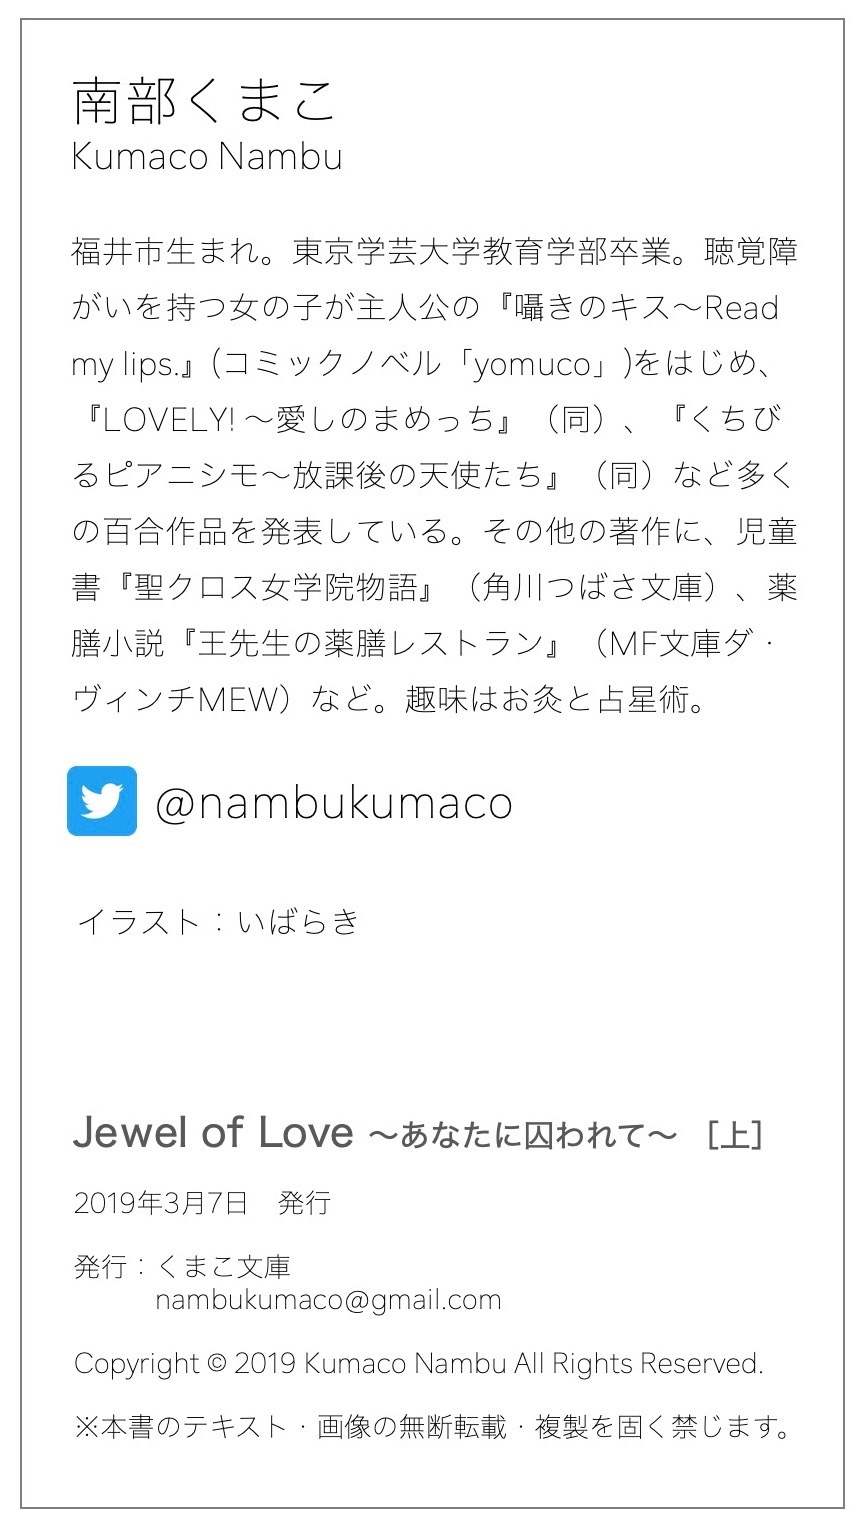 南部くまこ
Kumaco Nambu
福井市生まれ。東京学芸大学教育学部卒業。聴覚障
がいを持つ女の子が主人公の『囁きのキス〜Read
my lips.』(コミックノベル「yomuco」)をはじめ、
『LOVELY! 〜愛しのまめっち』（同）、『くちび
るピアニシモ〜放課後の天使たち』（同）など多く
の百合作品を発表している。その他の著作に、児童
書『聖クロス女学院物語』（角川つばさ文庫）、薬
膳小説『王先生の薬膳レストラン』（MF文庫ダ・
ヴィンチMEW）など。趣味はお灸と占星術。
@nambukumaco
イラスト：いばらき
Jewel of Love 〜あなたに囚われて〜 ［上］
2019年3月7日　発行
発行：くまこ文庫
nambukumaco@gmail.com
Copyright © 2019 Kumaco Nambu All Rights Reserved.
※本書のテキスト・画像の無断転載・複製を固く禁じます。